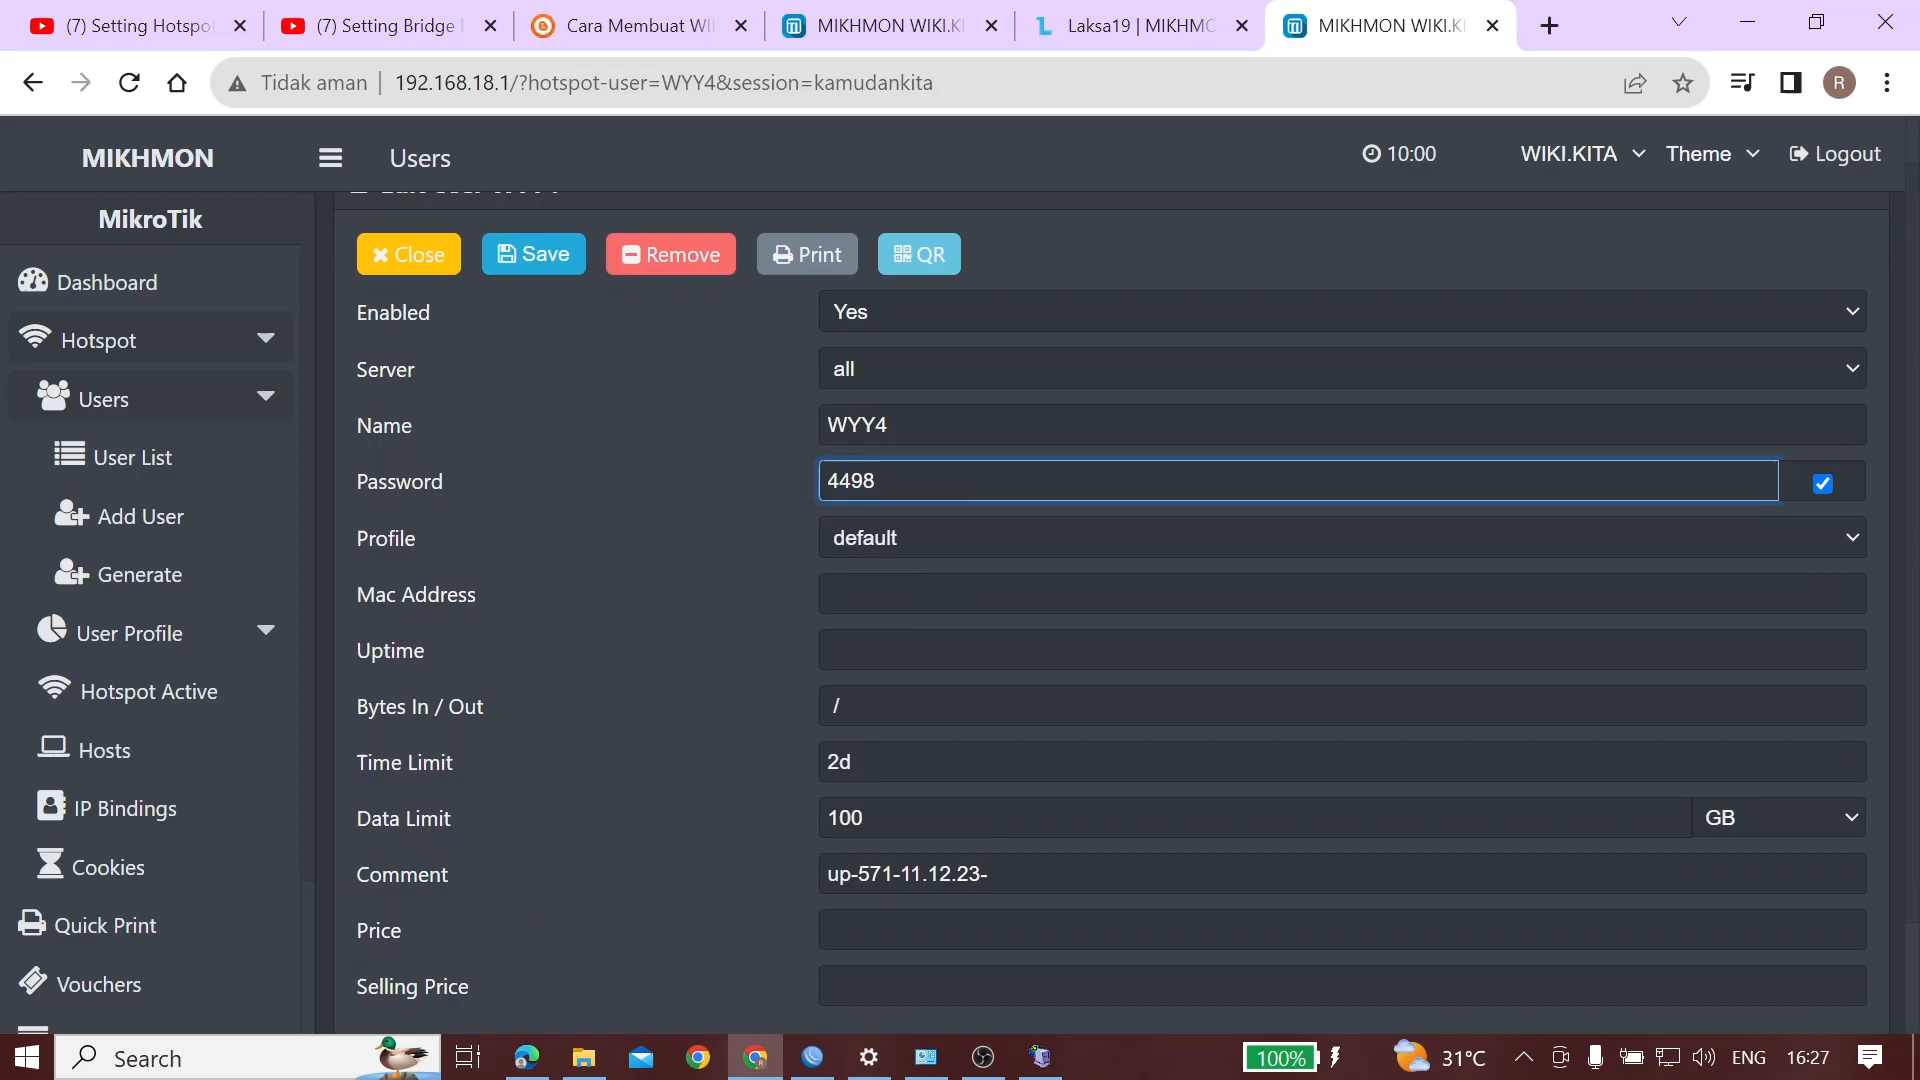 (7) Setting Hotspo
(7) Setting Bridge
Cara Membuat WI
MIKHMON WIKI.K
Laksa19 | MIKHMO
MIKHMON WIKI.K
Tidak aman
192.168.18.1/?hotspot-user=WYY4&session=kamudankita
R
MIKHMON
Users
10:00
WIKI.KITA
Theme
Logout
MikroTik
Close
Save
Remove
Print
QR
Dashboard
Enabled
Yes
Hotspot
Server
all
Users
Name
WYY4
User List
Password
4498
Add User
Profile
default
Generate
Mac Address
User Profile
Uptime
Hotspot Active
Bytes In / Out
/
Hosts
Time Limit
2d
IP Bindings
Data Limit
100
GB
Cookies
Comment
up-571-11.12.23-
Quick Print
Price
Vouchers
Selling Price
Search
100%
31°C
ENG
16:27